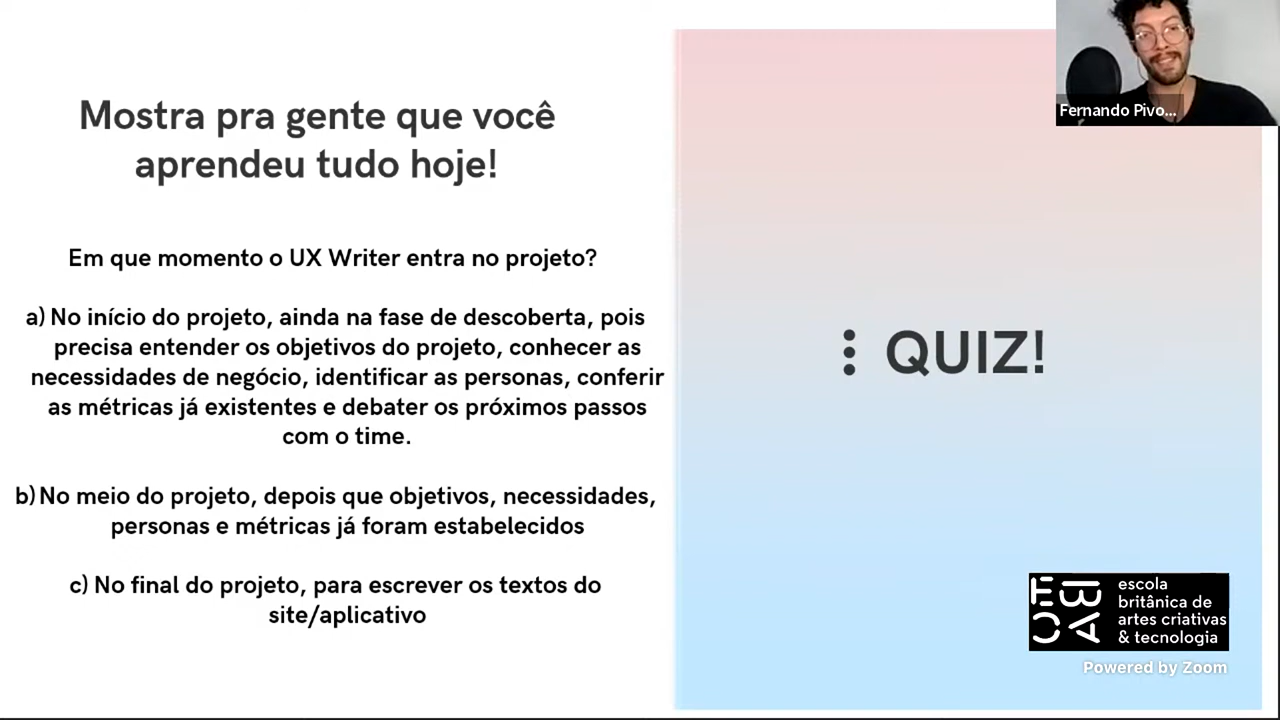 Mostra pra gente que você
aprendeu tudo hoje!
Em que momento o UX Writer entra no projeto?
a) No início do projeto, ainda na fase de descoberta, pois
precisa entender os objetivos do projeto, conhecer as
necessidades de negócio, identificar as personas, conferir
as métricas já existentes e debater os próximos passos
com o time.
b) No meio do projeto, depois que objetivos, necessidades,
personas e métricas já foram estabelecidos
c) No final do projeto, para escrever os textos do
site/aplicativo
QUIZ!
Fernando Pivo...
EBAC
escola
britânica de
artes criativas
& tecnologia
Powered by Zoom